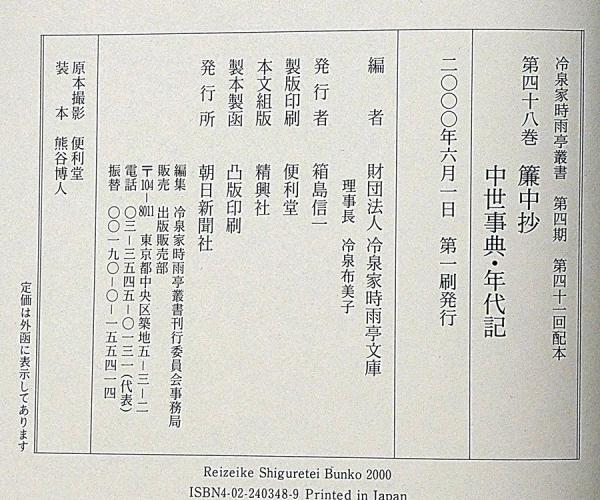 冷泉家時雨亭叢書　第四期　第四十一回配本
第四十八巻　簾中抄
中世事典・年代記
二〇〇〇年六月一日　第一刷発行
編者　財団法人 冷泉家時雨亭文庫
理事長　冷泉布美子
発行者　箱島信一
製版印刷　便利堂
本文組版　精興社
製本製函　凸版印刷
発行所　朝日新聞社
編集　冷泉家時雨亭叢書刊行委員会事務局
販売　出版販売部
〒104-8011　東京都中央区築地五－三－二
電話　〇三－三五四五－〇一三一（代表）
振替　〇〇一九〇－〇－一五五四一四
原本撮影　便利堂
装本　熊谷博人
定価は外函に表示してあります
Reizeike Shiguretei Bunko 2000
ISBN4-02-240348-9 Printed in Japan